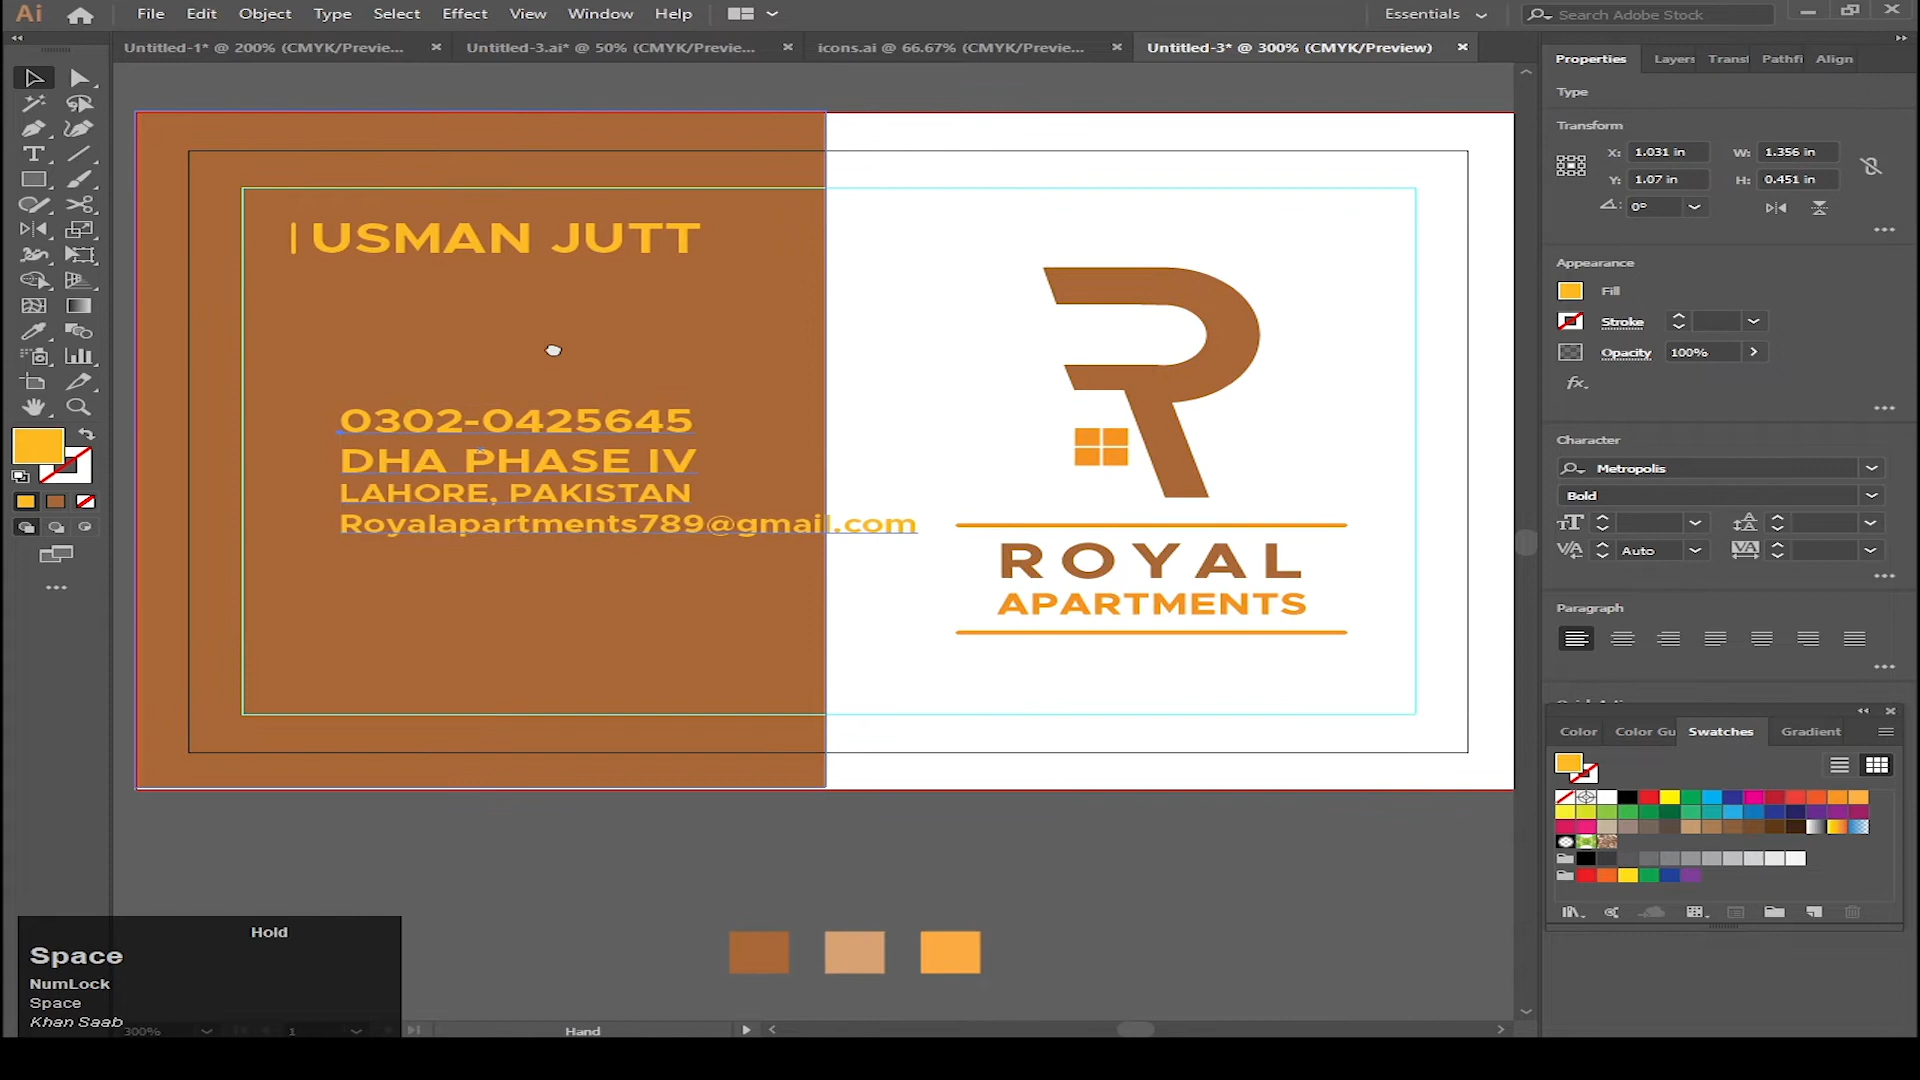 Ai File Edit Object Type Select Effect View Window Help Essentials Search Adobe Stock
Untitled-1* @ 200% (CMYK/Previe... Untitled-3.ai* @ 50% (CMYK/Previe... icons.ai @ 66.67% (CMYK/Previe... Untitled-3* @ 300% (CMYK/Preview)
Properties Layers Transf Pathfi Align
Type
Transform
X: 1.031 in W: 1.356 in
Y: 1.07 in H: 0.451 in
0°
Appearance
Fill
Stroke
Opacity 100%
fx.
Character
Metropolis
Bold
Auto
Paragraph
Color Color Gu Swatches Gradient
USMAN JUTT
0302-0425645
DHA PHASE IV
LAHORE, PAKISTAN
Royalapartments789@gmail.com
R
ROYAL
APARTMENTS
Hold
Space
NumLock
Space
Khan Saab
300% 1 Hand